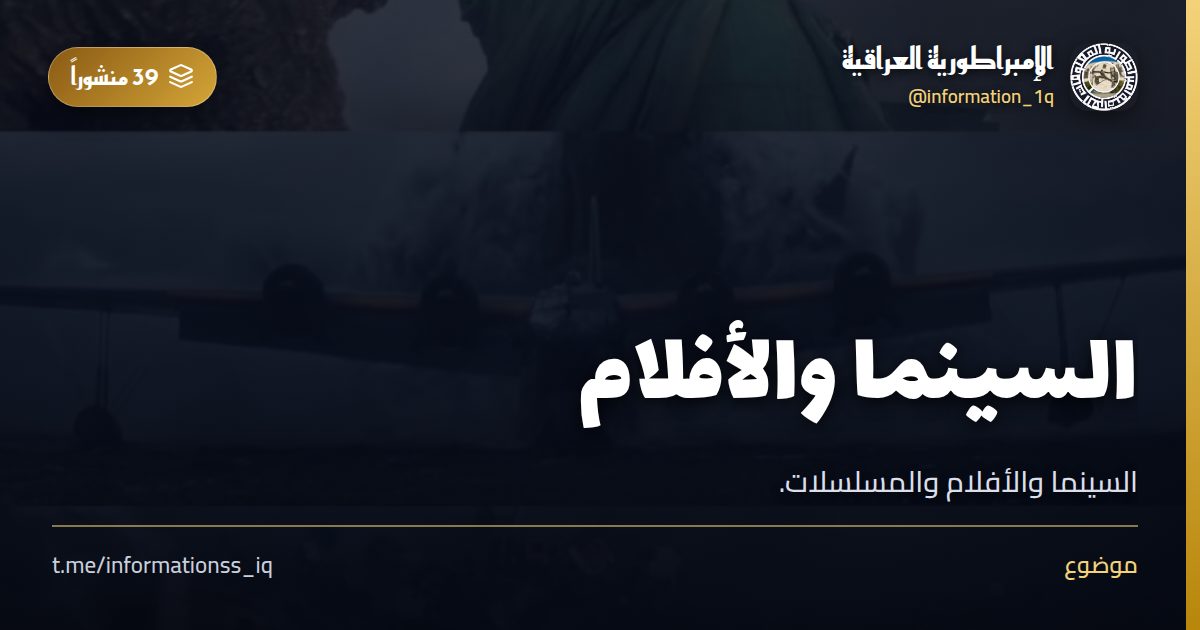 الإمبراطورية العراقية
@information_1q
39 منشوراً
السينما والأفلام
السينما والأفلام والمسلسلات.
موضوع
t.me/informationss_iq